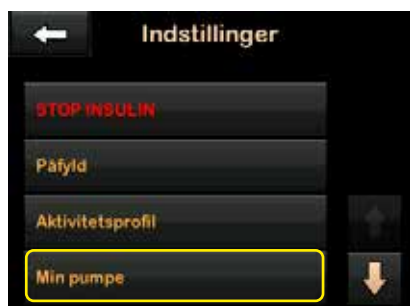 Indstillinger
STOP INSULIN
Påfyld
Aktivitetsprofil
Min pumpe